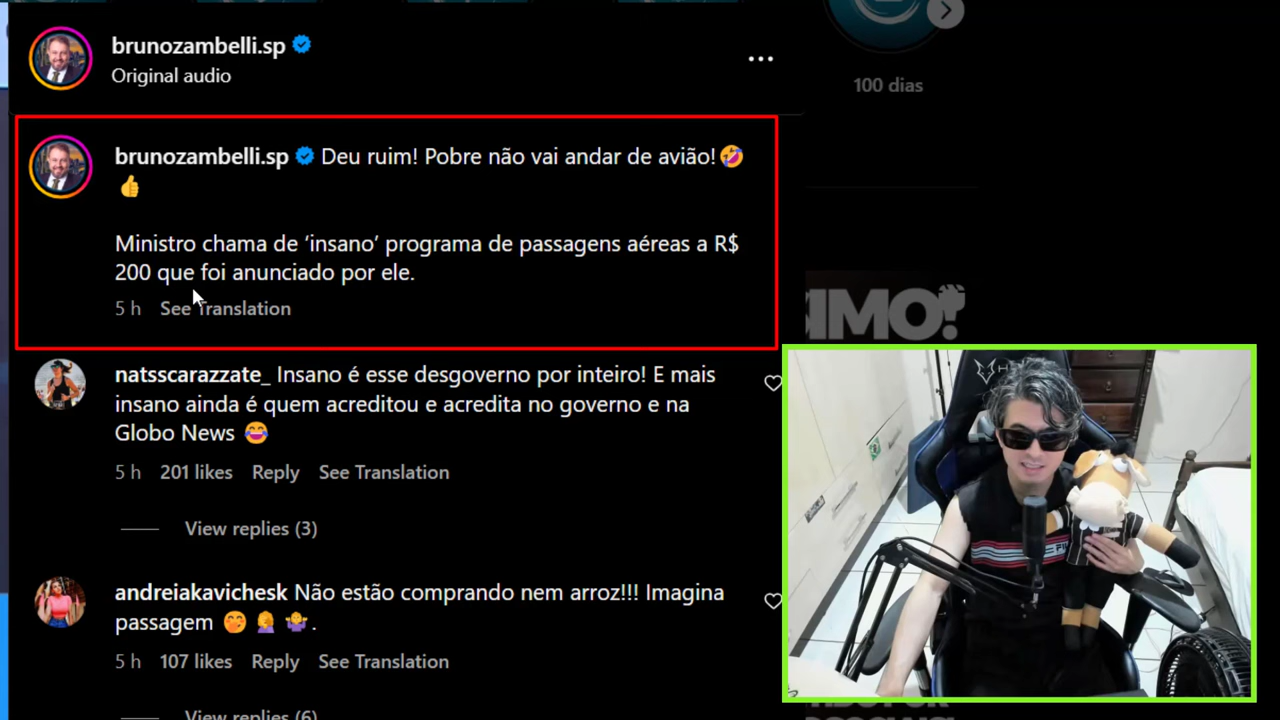 brunozambelli.sp
Original audio
100 dias
brunozambelli.sp Deu ruim! Pobre não vai andar de avião!🤣
👍
Ministro chama de ‘insano’ programa de passagens aéreas a R$
200 que foi anunciado por ele.
5 h See Translation
natsscarazzate_ Insano é esse desgoverno por inteiro! E mais
insano ainda é quem acreditou e acredita no governo e na
Globo News 😂
5 h 201 likes Reply See Translation
View replies (3)
andreiakavichesk Não estão comprando nem arroz!!! Imagina
passagem 🤭 🤦‍♀️ 🤷‍♀️ .
5 h 107 likes Reply See Translation
View replies (6)